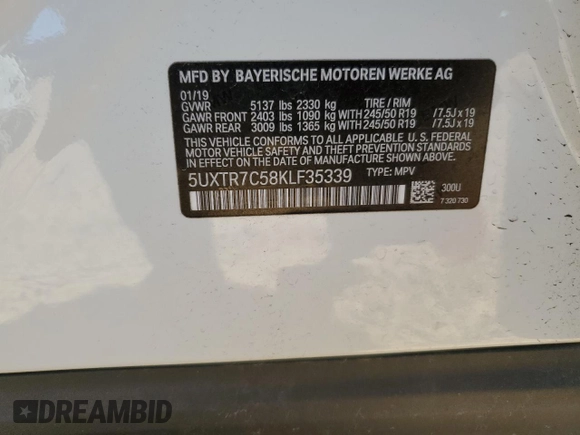 MFD BY BAYERISCHE MOTOREN WERKE AG
01/19
GVWR 5137 lbs 2330 kg TIRE / RIM
GAWR FRONT 2403 lbs 1090 kg WITH 245/50 R19 / 7.5J x 19
GAWR REAR 3009 lbs 1365 kg WITH 245/50 R19 / 7.5J x 19
THIS VEHICLE CONFORMS TO ALL APPLICABLE U. S. FEDERAL
MOTOR VEHICLE SAFETY, BUMPER, AND THEFT PREVENTION
STANDARDS IN EFFECT ON THE DATE OF MANUFACTURE SHOWN ABOVE.
5UXTR7C58KLF35339 TYPE: MPV
300U
7 320 730
DREAMBID